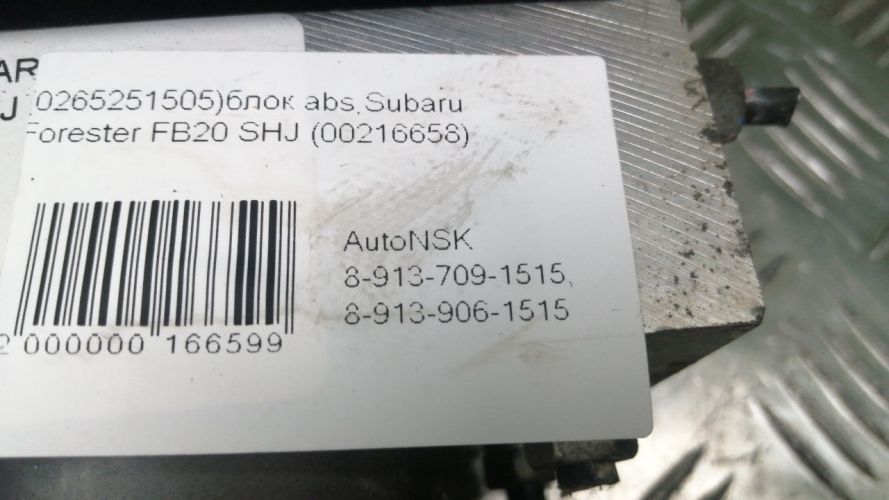 AR
J (0265251505)блок abs,Subaru
Forester FB20 SHJ (00216658)
AutoNSK
8-913-709-1515,
8-913-906-1515
2 000000 166599